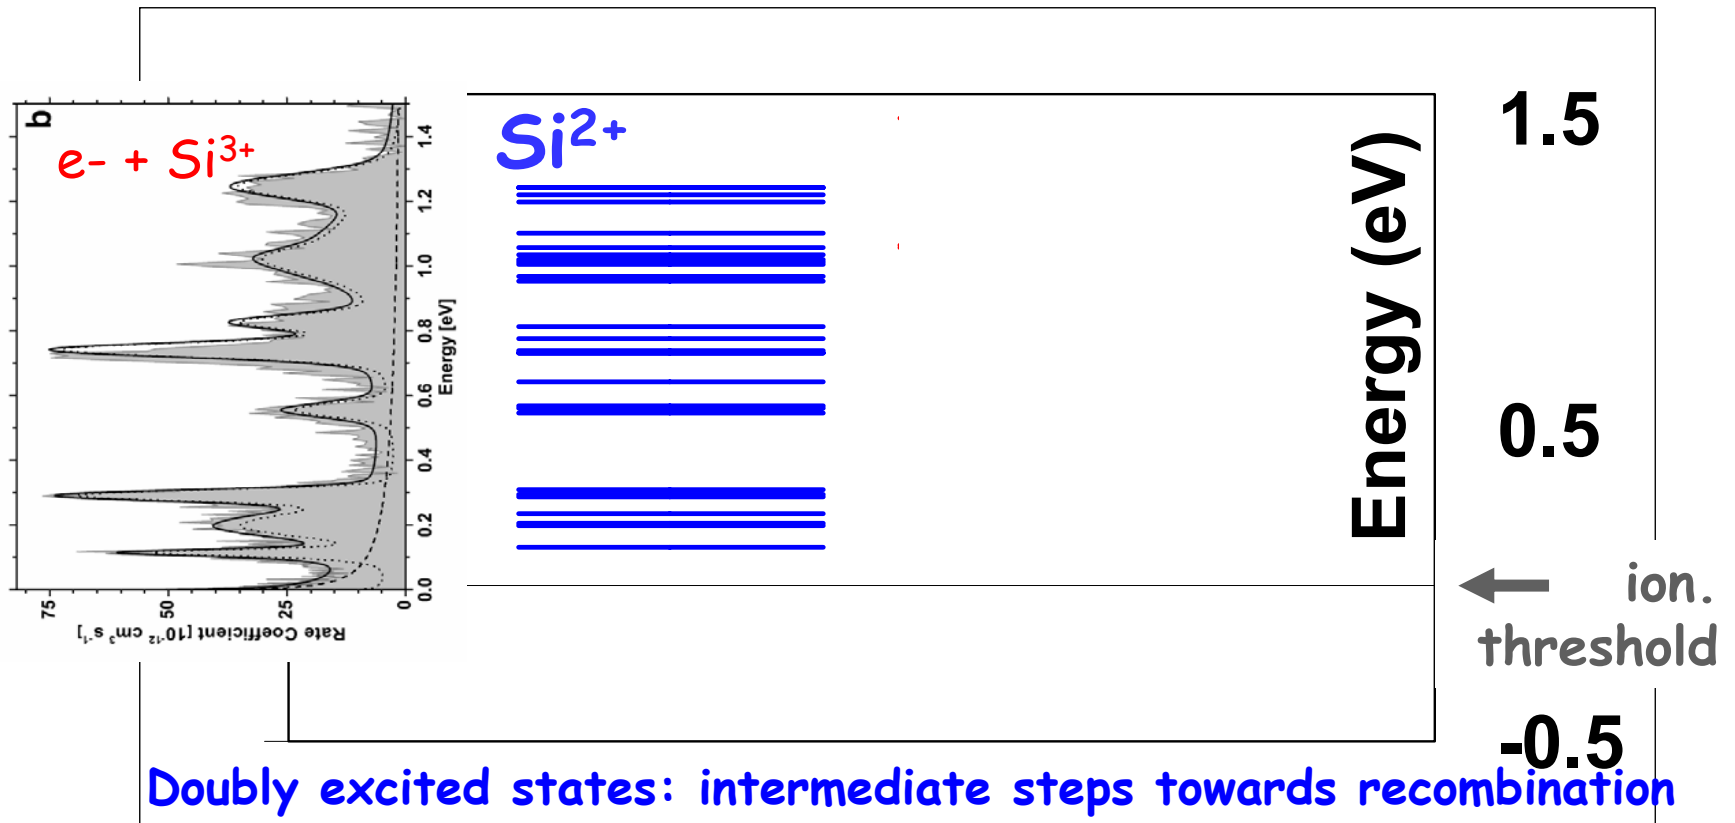 b
e- + Si³⁺
Si²⁺
1.4
1.2
1.0
0.8
0.6
0.4
0.2
0.0
Energy [eV]
75
50
25
0
Rate Coefficient [10⁻¹² cm³ s⁻¹]
Energy (eV)
1.5
0.5
-0.5
ion.
threshold
Doubly excited states: intermediate steps towards recombination